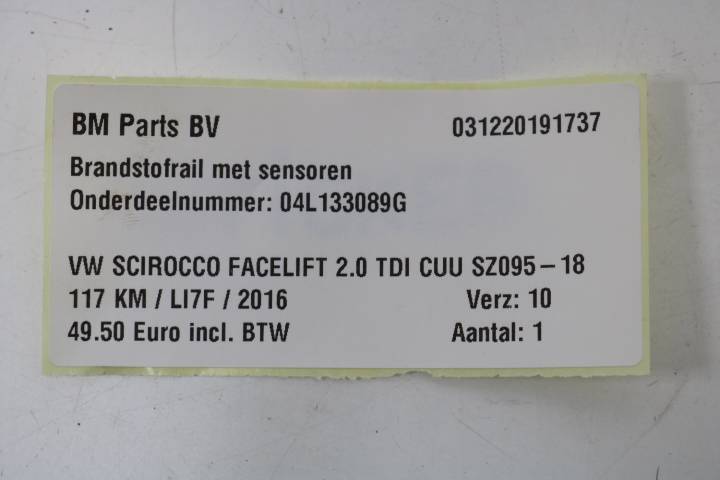 BM Parts BV 031220191737
Brandstofrail met sensoren
Onderdeelnummer: 04L133089G
VW SCIROCCO FACELIFT 2.0 TDI CUU SZ095-18
117 KM / LI7F / 2016 Verz: 10
49.50 Euro incl. BTW Aantal: 1